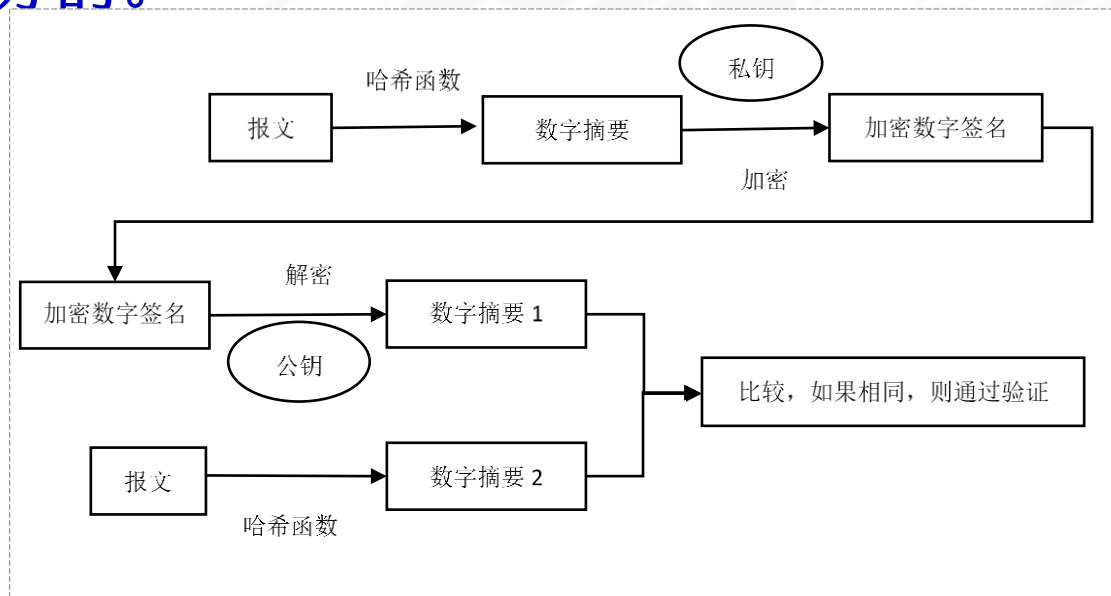 哈希函数
私钥
报文
数字摘要
加密数字签名
加密
解密
加密数字签名
数字摘要 1
公钥
比较，如果相同，则通过验证
报文
数字摘要 2
哈希函数